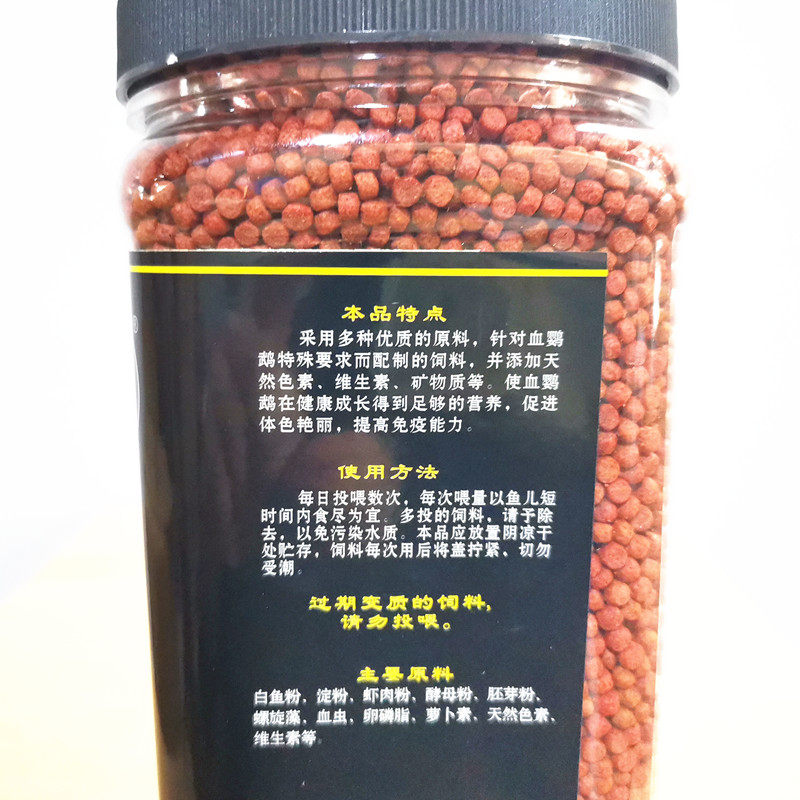 ®
本品特点
采用多种优质的原料，针对血鹦
鹉特殊要求而配制的饲料，并添加天
然色素、维生素、矿物质等。使血鹦
鹉在健康成长得到足够的营养，促进
体色艳丽，提高免疫能力。
使用方法
每日投喂数次，每次喂量以鱼儿短
时间内食尽为宜。多投的饲料，请于除
去，以免污染水质。本品应放置阴凉干
处贮存，饲料每次用后将盖拧紧、切勿
受潮。
过期变质的饲料，
请勿投喂。
主要原料
白鱼粉、淀粉、虾肉粉、酵母粉、胚芽粉、
螺旋藻、血虫、卵磷脂、萝卜素、天然色素、
维生素等。